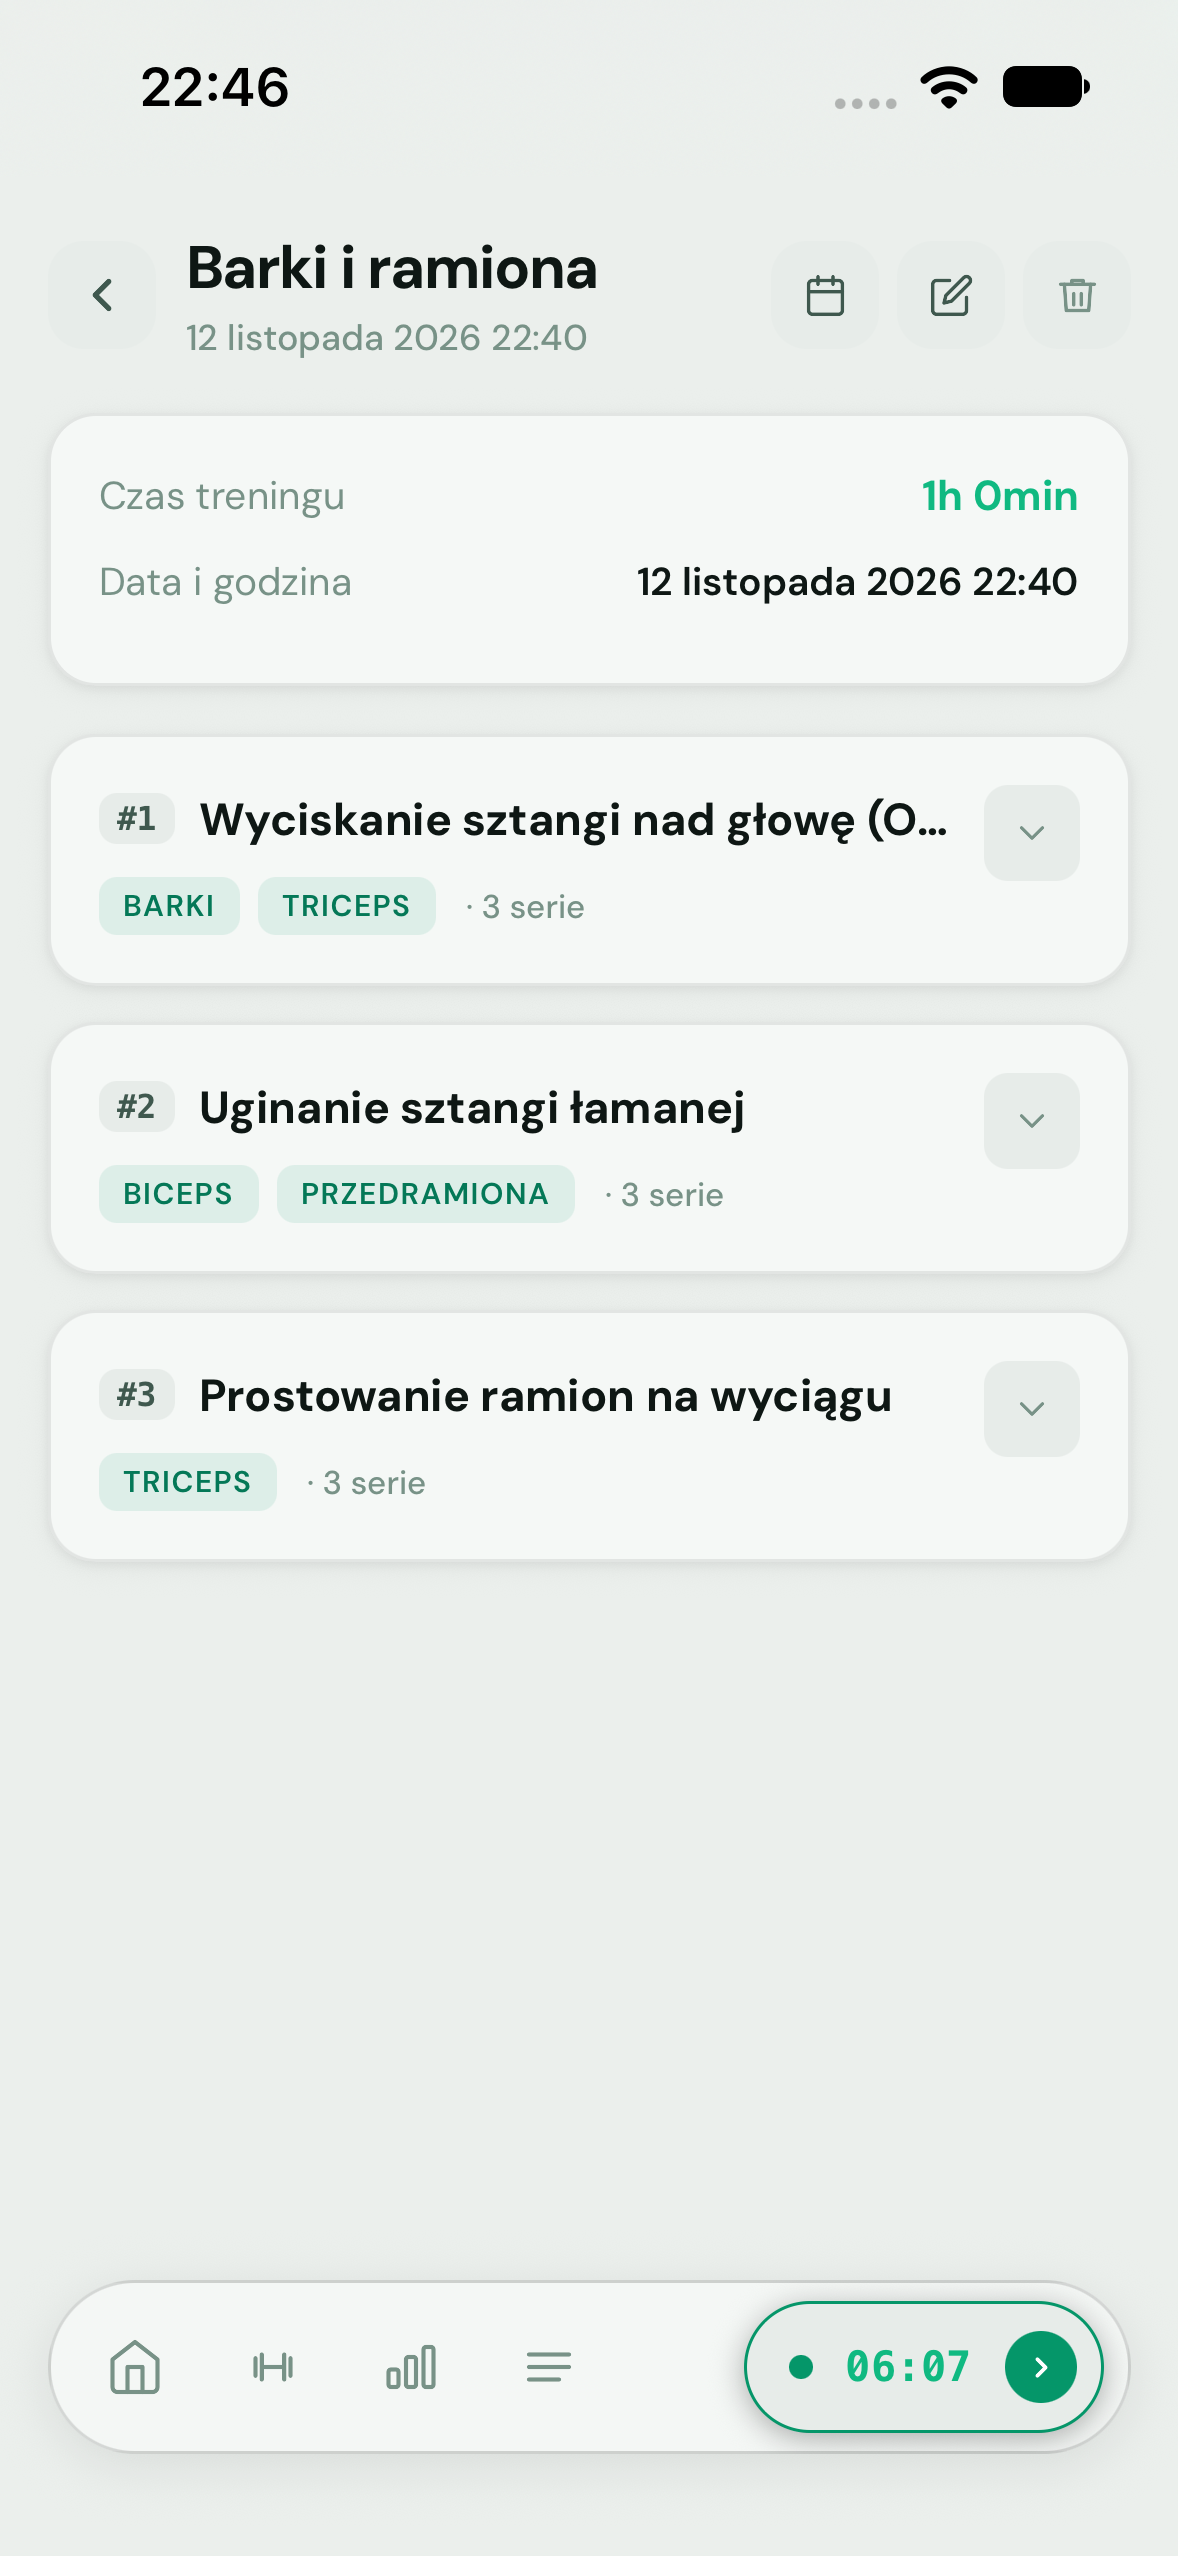 22:46
Barki i ramiona
12 listopada 2026 22:40
Czas treningu 1h 0min
Data i godzina 12 listopada 2026 22:40
#1 Wyciskanie sztangi nad głowę (O...
BARKI TRICEPS · 3 serie
#2 Uginanie sztangi łamanej
BICEPS PRZEDRAMIONA · 3 serie
#3 Prostowanie ramion na wyciągu
TRICEPS · 3 serie
06:07